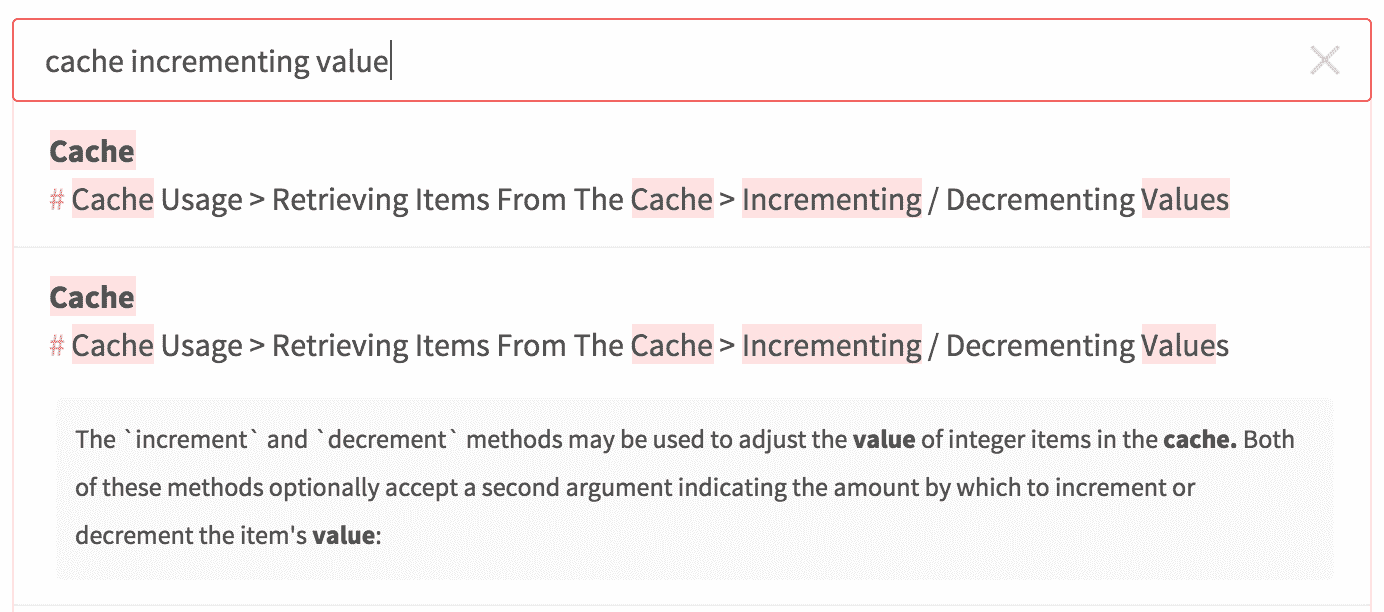 cache incrementing value
Cache
# Cache Usage > Retrieving Items From The Cache > Incrementing / Decrementing Values
Cache
# Cache Usage > Retrieving Items From The Cache > Incrementing / Decrementing Values
The `increment` and `decrement` methods may be used to adjust the value of integer items in the cache. Both
of these methods optionally accept a second argument indicating the amount by which to increment or
decrement the item's value: